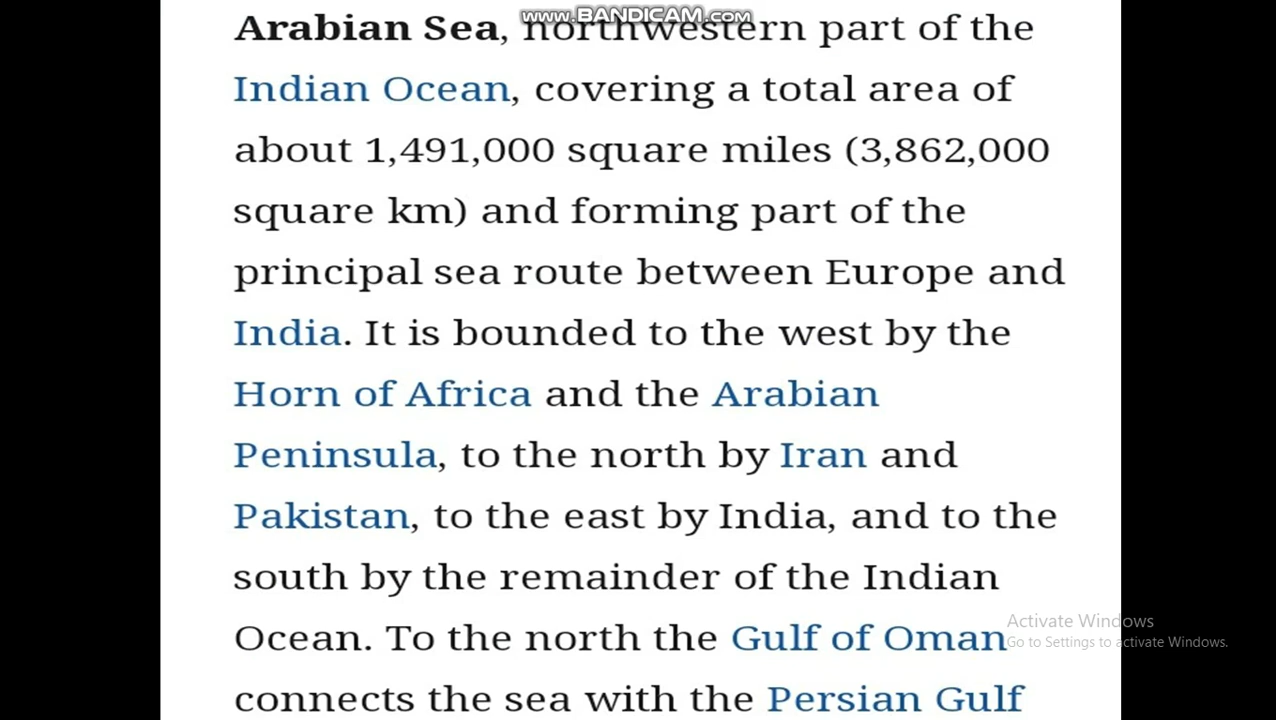 www.BANDICAM.com
Arabian Sea, northwestern part of the
Indian Ocean, covering a total area of
about 1,491,000 square miles (3,862,000
square km) and forming part of the
principal sea route between Europe and
India. It is bounded to the west by the
Horn of Africa and the Arabian
Peninsula, to the north by Iran and
Pakistan, to the east by India, and to the
south by the remainder of the Indian
Ocean. To the north the Gulf of Oman
connects the sea with the Persian Gulf
Activate Windows
Go to Settings to activate Windows.